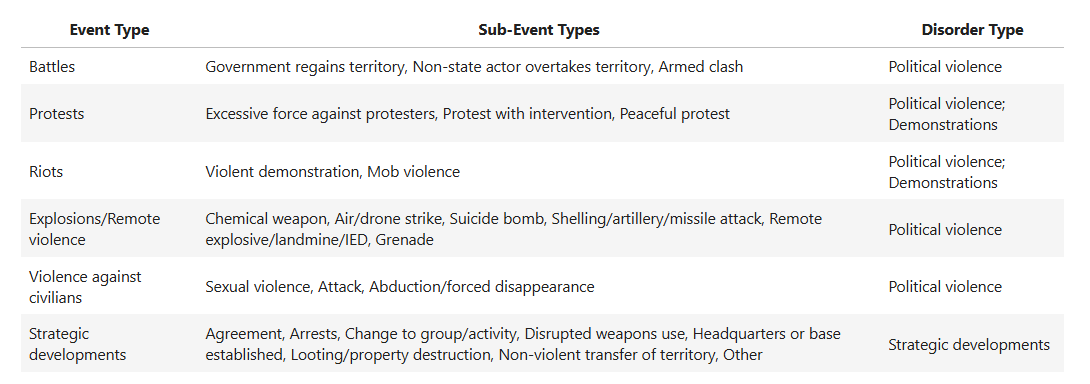 Event Type Sub-Event Types Disorder Type
Battles Government regains territory, Non-state actor overtakes territory, Armed clash Political violence
Protests Excessive force against protesters, Protest with intervention, Peaceful protest Political violence;
Demonstrations
Riots Violent demonstration, Mob violence Political violence;
Demonstrations
Explosions/Remote
violence
Chemical weapon, Air/drone strike, Suicide bomb, Shelling/artillery/missile attack, Remote
explosive/landmine/IED, Grenade
Political violence
Violence against
civilians
Sexual violence, Attack, Abduction/forced disappearance
Political violence
Strategic
developments
Agreement, Arrests, Change to group/activity, Disrupted weapons use, Headquarters or base
established, Looting/property destruction, Non-violent transfer of territory, Other
Strategic developments